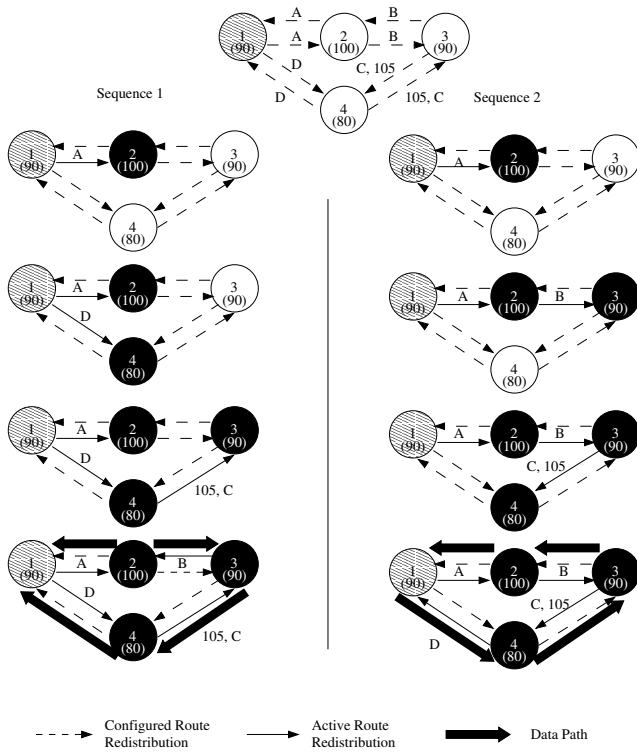 A B
1 (90) A 2 (100) B 3 (90)
D C, 105
D 4 (80) 105, C
Sequence 1
Sequence 2
1 (90) A 2 (100) 3 (90)
4 (80)
1 (90) A 2 (100) 3 (90)
4 (80)
1 (90) A 2 (100) 3 (90)
D
4 (80)
1 (90) A 2 (100) B 3 (90)
4 (80)
1 (90) A 2 (100) 3 (90)
D
4 (80) 105, C
1 (90) A 2 (100) B 3 (90)
C, 105
4 (80)
1 (90) A 2 (100) B 3 (90)
D
4 (80) 105, C
1 (90) A 2 (100) B 3 (90)
C, 105
D 4 (80)
Configured Route
Redistribution
Active Route
Redistribution
Data Path